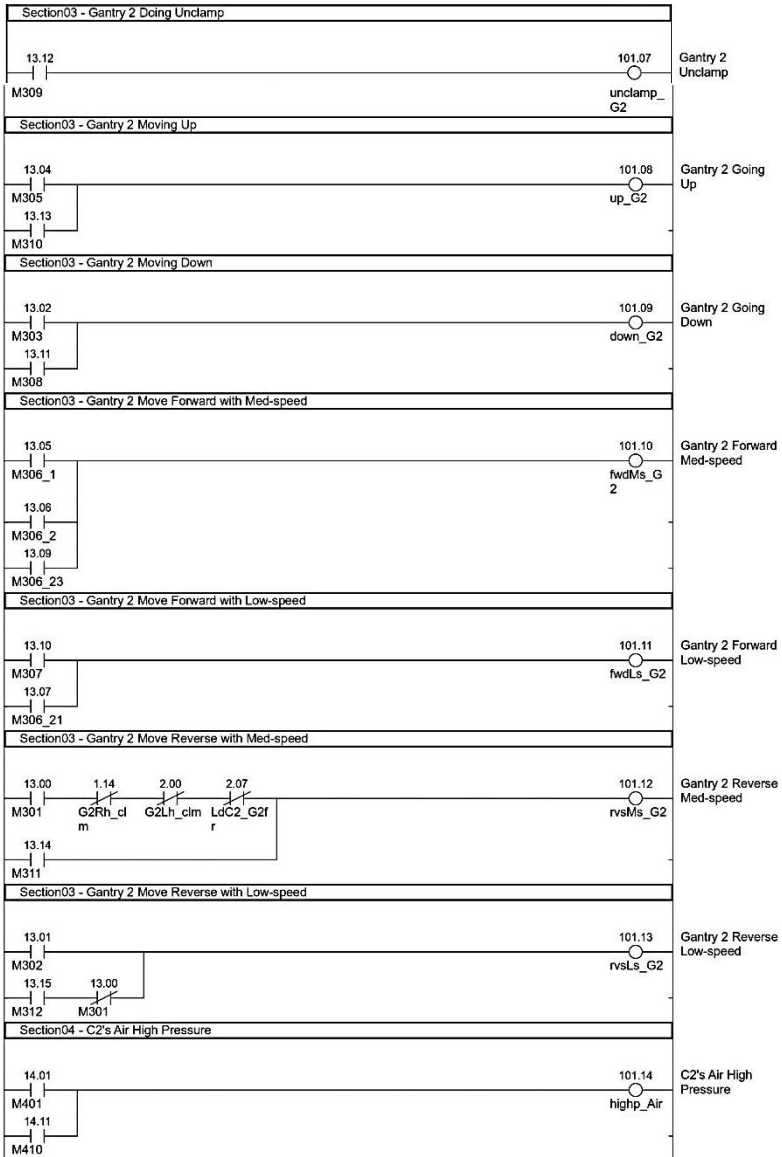 Section03 - Gantry 2 Doing Unclamp
13.12 101.07 Gantry 2
Unclamp
M309 unclamp_
G2
Section03 - Gantry 2 Moving Up
13.04 101.08 Gantry 2 Going
Up
M305 up_G2
13.13
M310
Section03 - Gantry 2 Moving Down
13.02 101.09 Gantry 2 Going
Down
M303 down_G2
13.11
M308
Section03 - Gantry 2 Move Forward with Med-speed
13.05 101.10 Gantry 2 Forward
Med-speed
M306_1 fwdMs_G
2
13.06
M306_2
13.09
M306_23
Section03 - Gantry 2 Move Forward with Low-speed
13.10 101.11 Gantry 2 Forward
Low-speed
M307 fwdLs_G2
13.07
M306_21
Section03 - Gantry 2 Move Reverse with Med-speed
13.00 1.14 2.00 2.07 101.12 Gantry 2 Reverse
Med-speed
M301 G2Rh_cl G2Lh_clm LdC2_G2f rvsMs_G2
m r
13.14
M311
Section03 - Gantry 2 Move Reverse with Low-speed
13.01 101.13 Gantry 2 Reverse
Low-speed
M302 rvsLs_G2
13.15 13.00
M312 M301
Section04 - C2's Air High Pressure
14.01 101.14 C2's Air High
Pressure
M401 highp_Air
14.11
M410